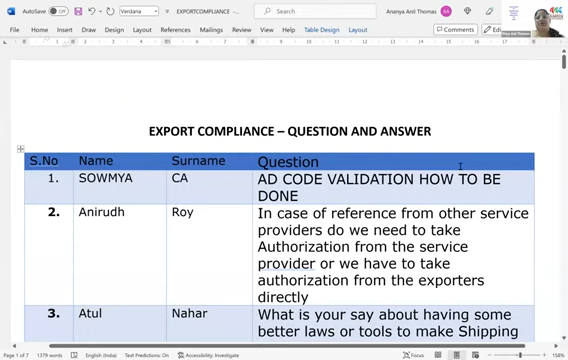 AutoSave Off
Verdana
EXPORTCOMPLIANCE
Search
Ananya Anil Thomas
AA
File Home Insert Draw Design Layout References Mailings Review View Help Table Design Layout
Comments
EXPORT COMPLIANCE – QUESTION AND ANSWER
S.No Name Surname Question
1. SOWMYA CA AD CODE VALIDATION HOW TO BE
DONE
2. Anirudh Roy In case of reference from other service
providers do we need to take
Authorization from the service
provider or we have to take
authorization from the exporters
directly
3. Atul Nahar What is your say about having some
better laws or tools to make Shipping
Page 1 of 7 1379 words English (India) Text Predictions: On Accessibility: Investigate
Focus
158%